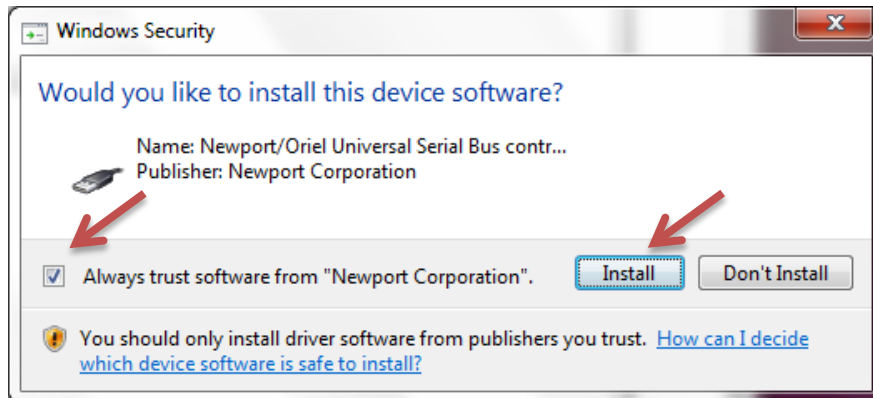 Windows Security
Would you like to install this device software?
Name: Newport/Oriel Universal Serial Bus contr...
Publisher: Newport Corporation
Always trust software from "Newport Corporation".
Install
Don't Install
You should only install driver software from publishers you trust. How can I decide
which device software is safe to install?